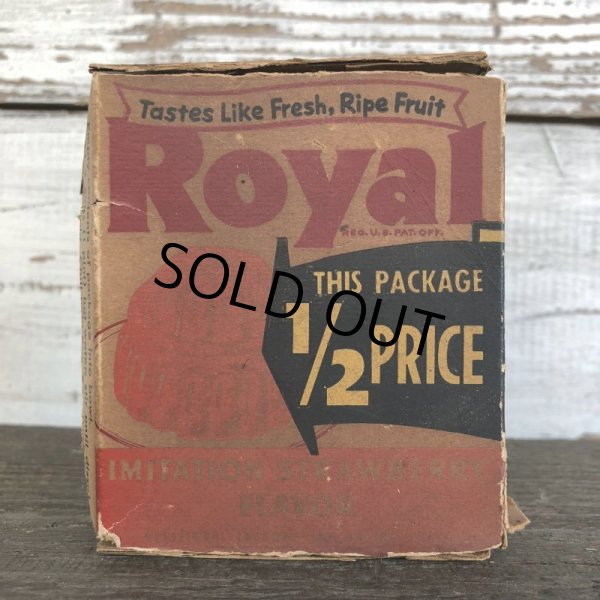 Tastes Like Fresh, Ripe Fruit
Royal
REG. U.S. PAT. OFF.
THIS PACKAGE
1/2 PRICE
SOLD OUT
IMITATION STRAWBERRY
FLAVOR